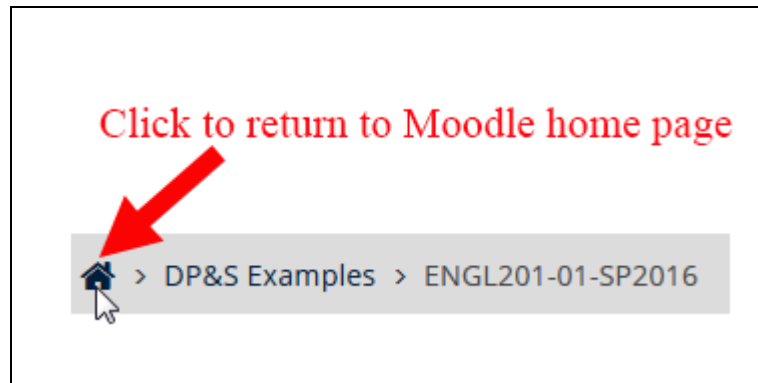 Click to return to Moodle home page
> DP&S Examples > ENGL201-01-SP2016